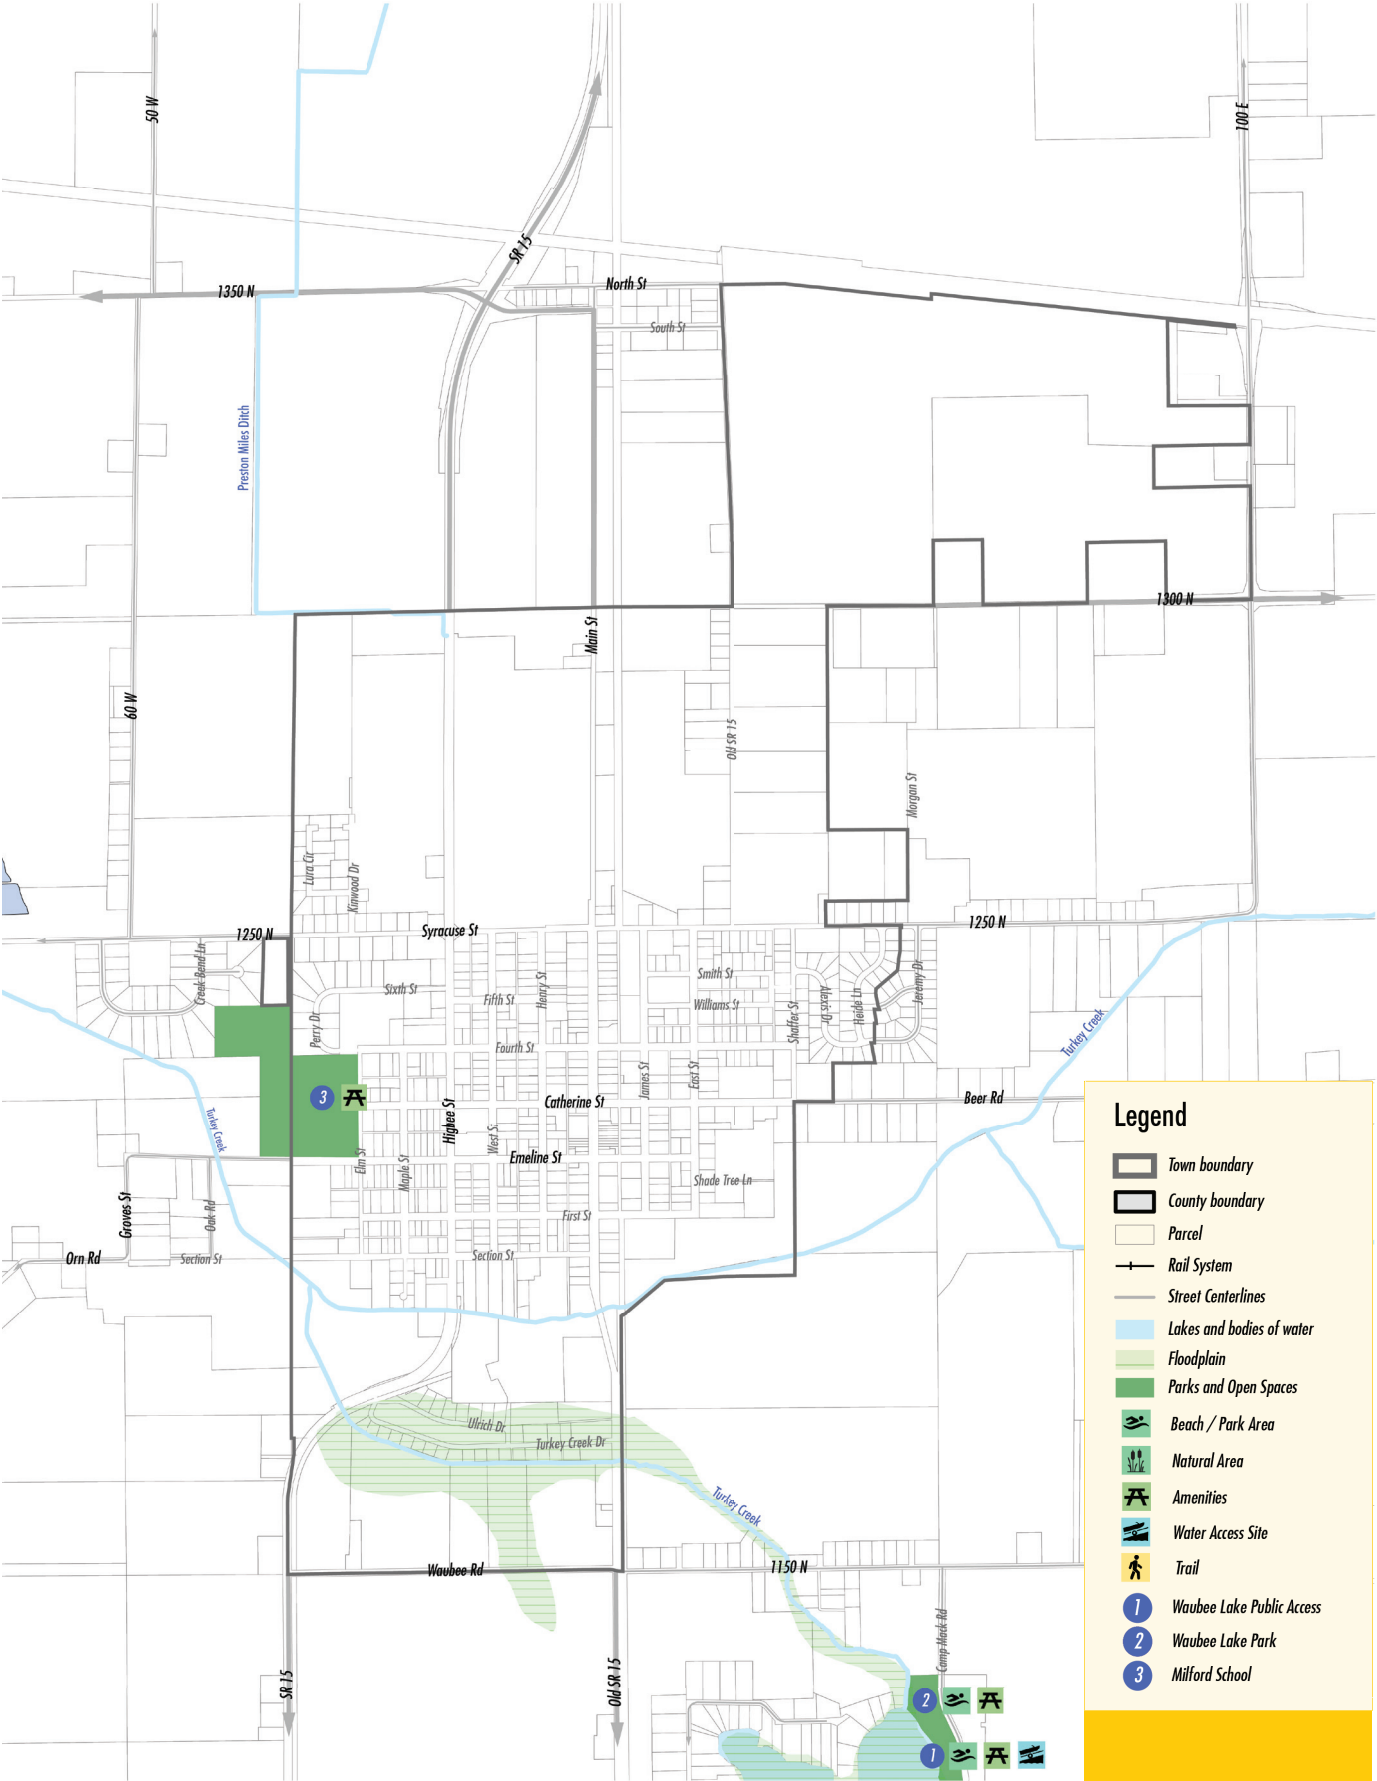 50 W
100 E
SR 15
1350 N
North St
South St
Preston Miles Ditch
1300 N
Main St
60 W
Old SR 15
Morgan St
Lura Cir
Kinwood Dr
1250 N
Syracuse St
1250 N
Creek Bend Ln
Sixth St
Fifth St
Henry St
Smith St
Williams St
Shaffer St
Alexis Dr
Heide Ln
Jeremy Dr
Perry Dr
Fourth St
Turkey Creek
3
James St
East St
Catherine St
Beer Rd
Higbee St
West S
Turkey Creek
Elm St
Maple St
Emeline St
Shade Tree Ln
Groves St
Oak Rd
First St
Orn Rd
Section St
Section St
Ulrich Dr
Turkey Creek Dr
Turkey Creek
Waubee Rd
1150 N
SR 15
Old SR 15
Camp Mack Rd
2
1
Legend
Town boundary
County boundary
Parcel
Rail System
Street Centerlines
Lakes and bodies of water
Floodplain
Parks and Open Spaces
Beach / Park Area
Natural Area
Amenities
Water Access Site
Trail
1 Waubee Lake Public Access
2 Waubee Lake Park
3 Milford School